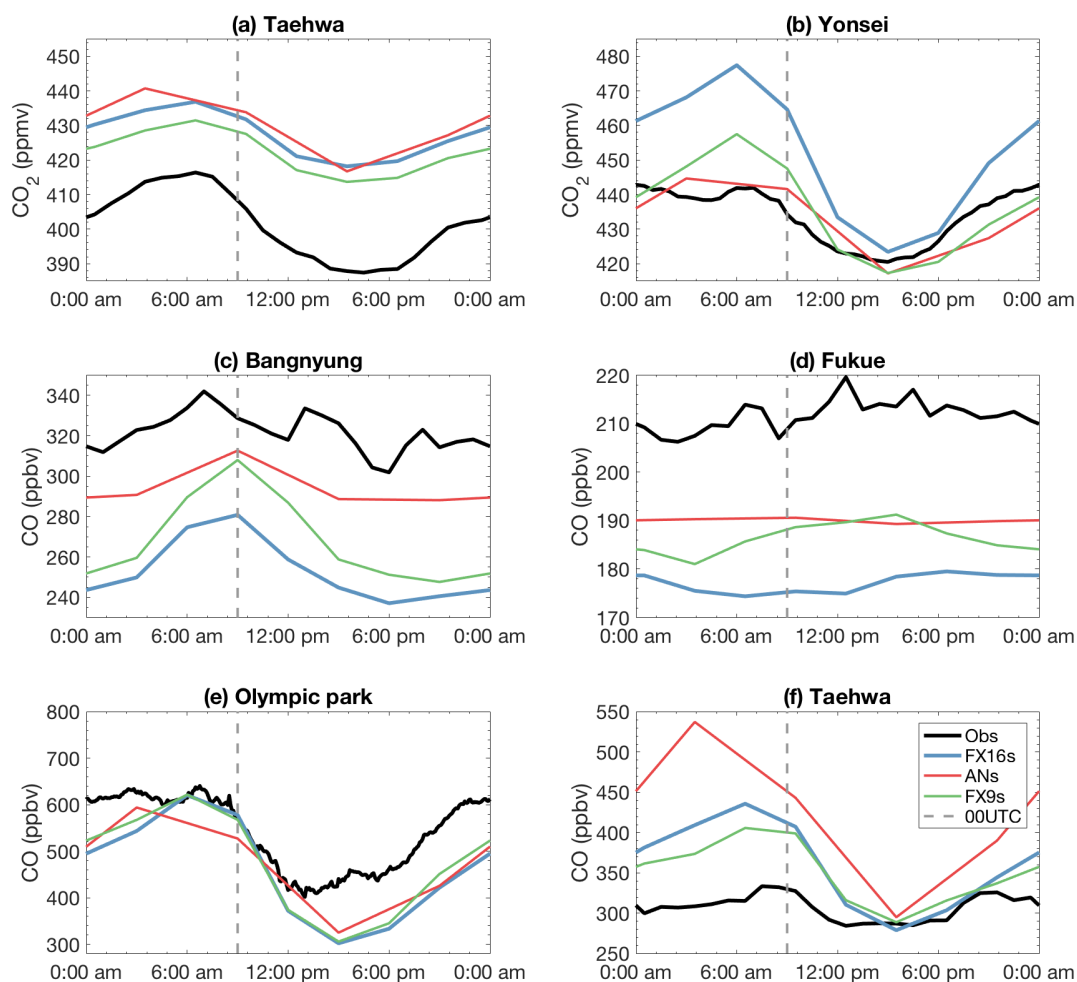 (a) Taehwa
CO2 (ppmv)
450
440
430
420
410
400
390
0:00 am 6:00 am 12:00 pm 6:00 pm 0:00 am
(b) Yonsei
CO2 (ppmv)
480
470
460
450
440
430
420
0:00 am 6:00 am 12:00 pm 6:00 pm 0:00 am
(c) Bangnyung
CO (ppbv)
340
320
300
280
260
240
0:00 am 6:00 am 12:00 pm 6:00 pm 0:00 am
(d) Fukue
CO (ppbv)
220
210
200
190
180
170
0:00 am 6:00 am 12:00 pm 6:00 pm 0:00 am
(e) Olympic park
CO (ppbv)
800
700
600
500
400
300
0:00 am 6:00 am 12:00 pm 6:00 pm 0:00 am
(f) Taehwa
CO (ppbv)
550
500
450
400
350
300
250
0:00 am 6:00 am 12:00 pm 6:00 pm 0:00 am
Obs
FX16s
ANs
FX9s
00UTC